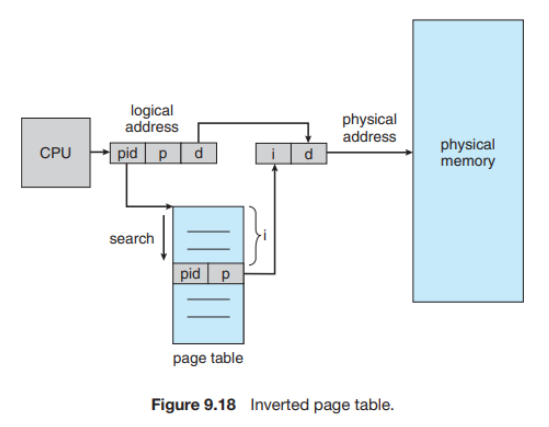 logical
address
physical
address
CPU
pid p d
i d
physical
memory
search
i
pid p
page table
Figure 9.18 Inverted page table.